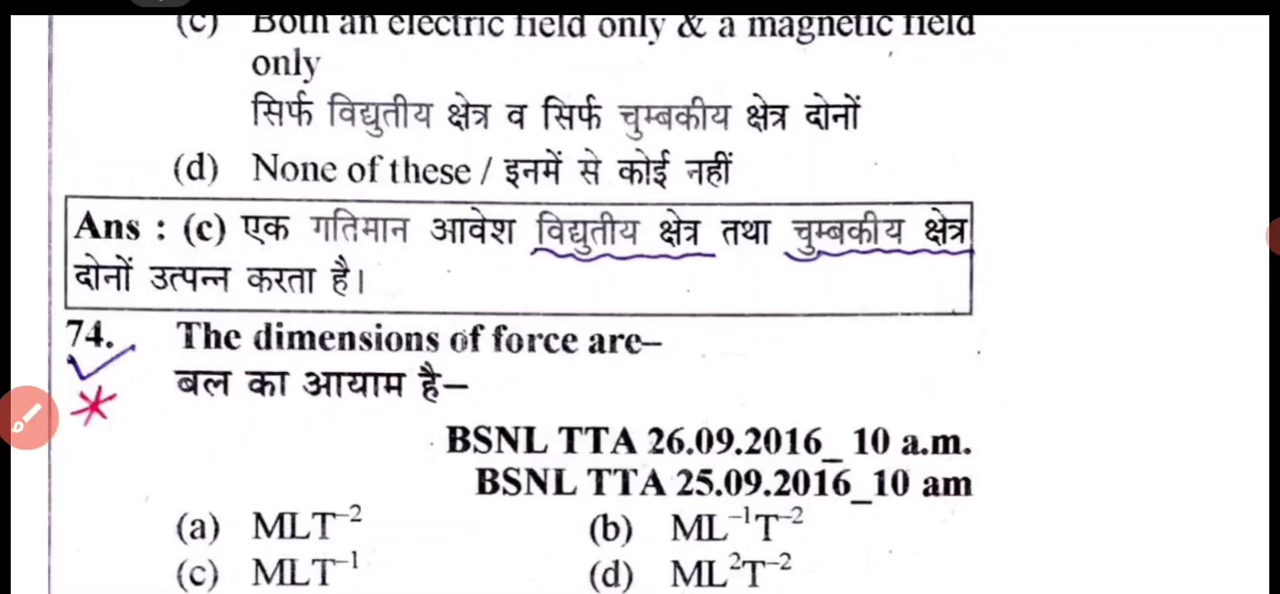 (c) Both an electric field only & a magnetic field
only
सिर्फ विद्युतीय क्षेत्र व सिर्फ चुम्बकीय क्षेत्र दोनों
(d) None of these / इनमें से कोई नहीं
Ans : (c) एक गतिमान आवेश विद्युतीय क्षेत्र तथा चुम्बकीय क्षेत्र
दोनों उत्पन्न करता है।
74. The dimensions of force are–
बल का आयाम है–
BSNL TTA 26.09.2016_ 10 a.m.
BSNL TTA 25.09.2016_10 am
(a) MLT⁻² (b) ML⁻¹T⁻²
(c) MLT⁻¹ (d) ML²T⁻²